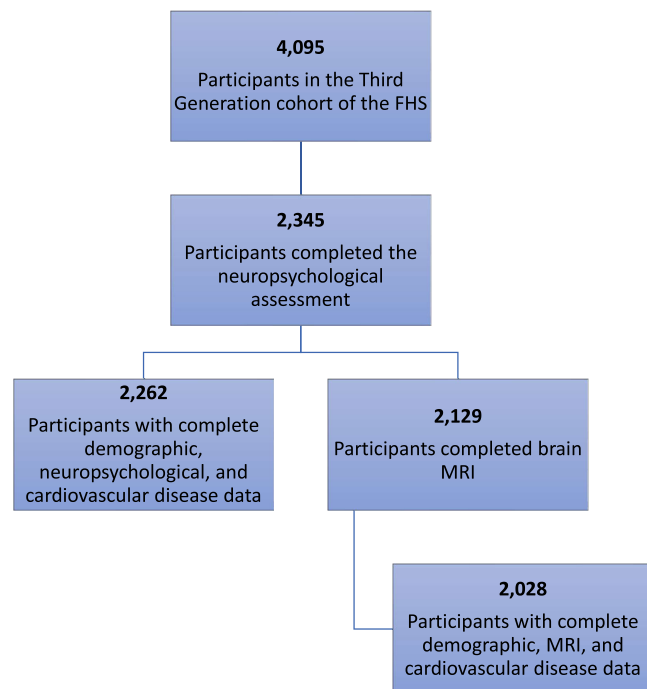 4,095
Participants in the Third
Generation cohort of the FHS
2,345
Participants completed the
neuropsychological
assessment
2,262
Participants with complete
demographic,
neuropsychological, and
cardiovascular disease data
2,129
Participants completed brain
MRI
2,028
Participants with complete
demographic, MRI, and
cardiovascular disease data